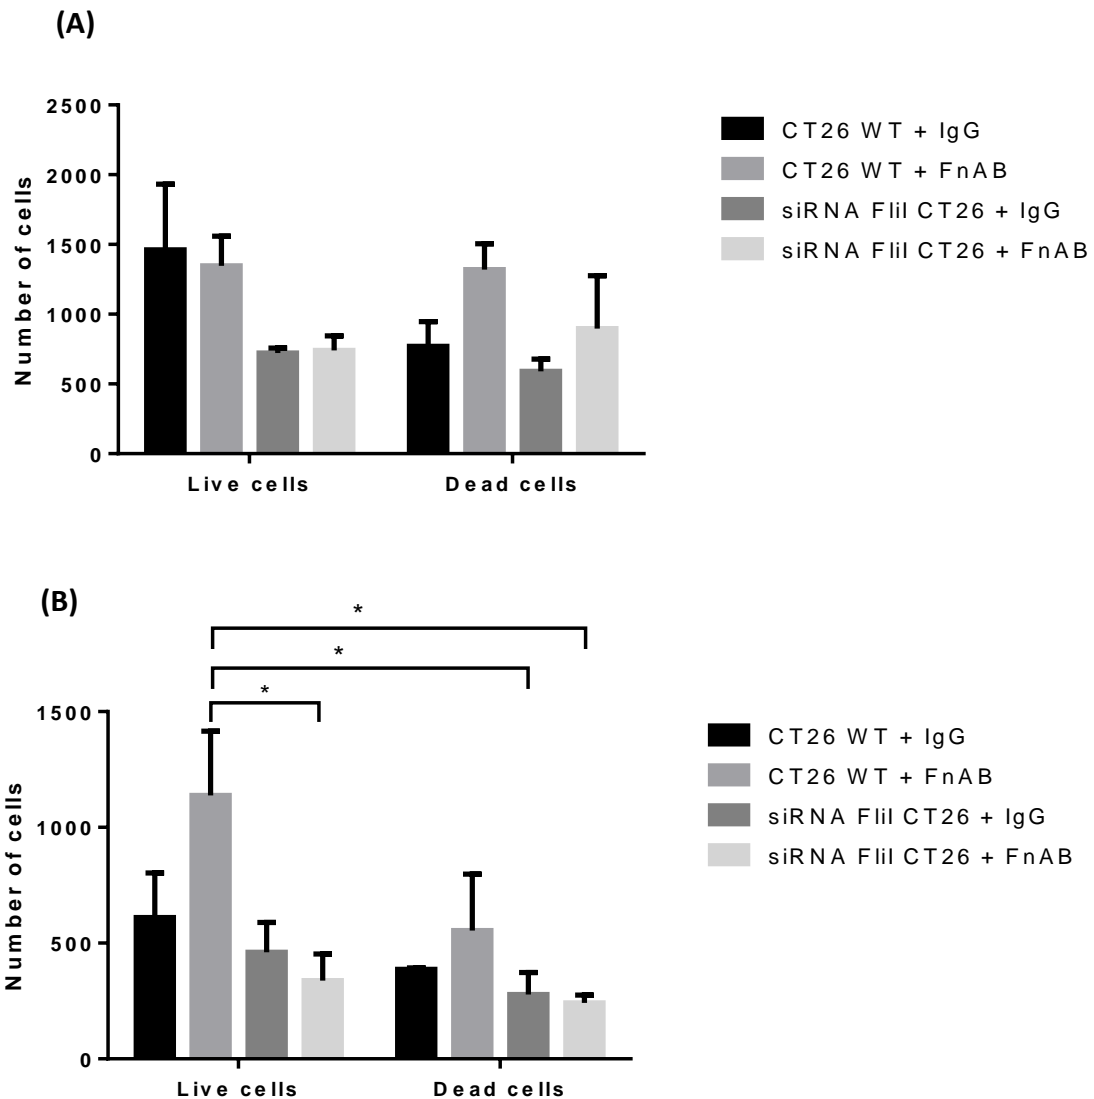 (A)
2500
2000
1500
1000
500
0
Number of cells
Live cells
Dead cells
CT26 WT + IgG
CT26 WT + FnAB
siRNA FliI CT26 + IgG
siRNA FliI CT26 + FnAB
(B)
*
*
*
1500
1000
500
0
Number of cells
Live cells
Dead cells
CT26 WT + IgG
CT26 WT + FnAB
siRNA FliI CT26 + IgG
siRNA FliI CT26 + FnAB